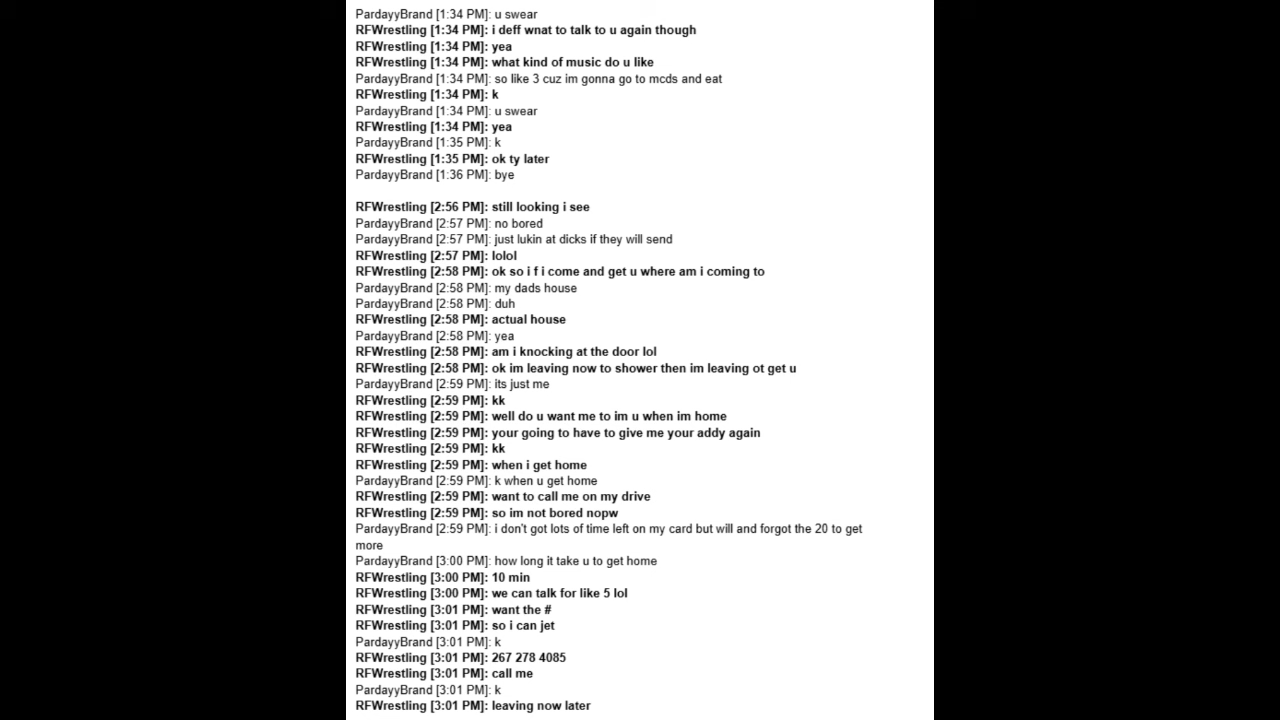 PardayyBrand [1:34 PM]: u swear
RFWrestling [1:34 PM]: i deff wnat to talk to u again though
RFWrestling [1:34 PM]: yea
RFWrestling [1:34 PM]: what kind of music do u like
PardayyBrand [1:34 PM]: so like 3 cuz im gonna go to mcds and eat
RFWrestling [1:34 PM]: k
PardayyBrand [1:34 PM]: u swear
RFWrestling [1:34 PM]: yea
PardayyBrand [1:35 PM]: k
RFWrestling [1:35 PM]: ok ty later
PardayyBrand [1:36 PM]: bye
RFWrestling [2:56 PM]: still looking i see
PardayyBrand [2:57 PM]: no bored
PardayyBrand [2:57 PM]: just lukin at dicks if they will send
RFWrestling [2:57 PM]: lolol
RFWrestling [2:58 PM]: ok so i f i come and get u where am i coming to
PardayyBrand [2:58 PM]: my dads house
PardayyBrand [2:58 PM]: duh
RFWrestling [2:58 PM]: actual house
PardayyBrand [2:58 PM]: yea
RFWrestling [2:58 PM]: am i knocking at the door lol
RFWrestling [2:58 PM]: ok im leaving now to shower then im leaving ot get u
PardayyBrand [2:59 PM]: its just me
RFWrestling [2:59 PM]: kk
RFWrestling [2:59 PM]: well do u want me to im u when im home
RFWrestling [2:59 PM]: your going to have to give me your addy again
RFWrestling [2:59 PM]: kk
RFWrestling [2:59 PM]: when i get home
PardayyBrand [2:59 PM]: k when u get home
RFWrestling [2:59 PM]: want to call me on my drive
RFWrestling [2:59 PM]: so im not bored nopw
PardayyBrand [2:59 PM]: i don't got lots of time left on my card but will and forgot the 20 to get
more
PardayyBrand [3:00 PM]: how long it take u to get home
RFWrestling [3:00 PM]: 10 min
RFWrestling [3:00 PM]: we can talk for like 5 lol
RFWrestling [3:01 PM]: want the #
RFWrestling [3:01 PM]: so i can jet
PardayyBrand [3:01 PM]: k
RFWrestling [3:01 PM]: 267 278 4085
RFWrestling [3:01 PM]: call me
PardayyBrand [3:01 PM]: k
RFWrestling [3:01 PM]: leaving now later